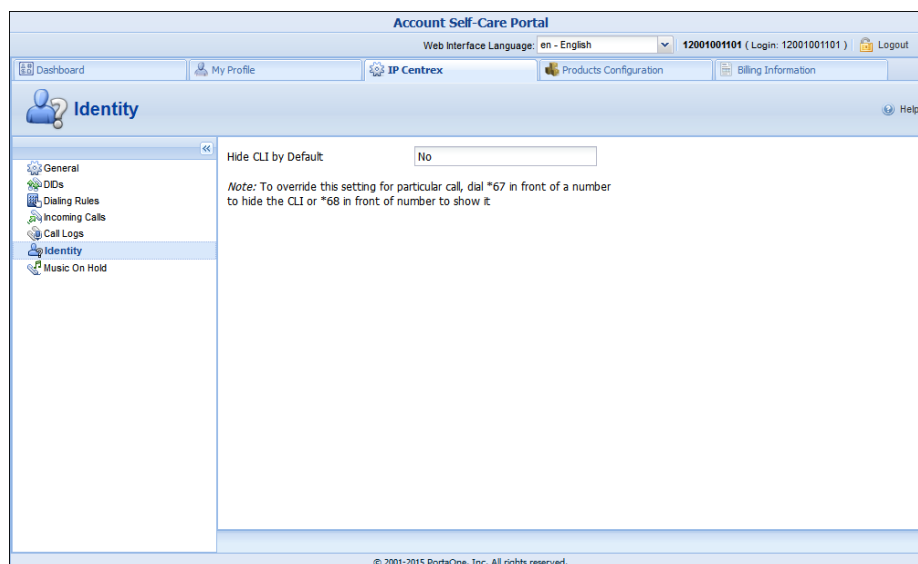 Account Self-Care Portal
Web Interface Language: en - English 12001001101 ( Login: 12001001101 ) Logout
Dashboard My Profile IP Centrex Products Configuration Billing Information
Identity
Help
«
General
DIDs
Dialing Rules
Incoming Calls
Call Logs
Identity
Music On Hold
Hide CLI by Default No
Note: To override this setting for particular call, dial *67 in front of a number
to hide the CLI or *68 in front of number to show it
© 2001-2015 PortaOne, Inc. All rights reserved.